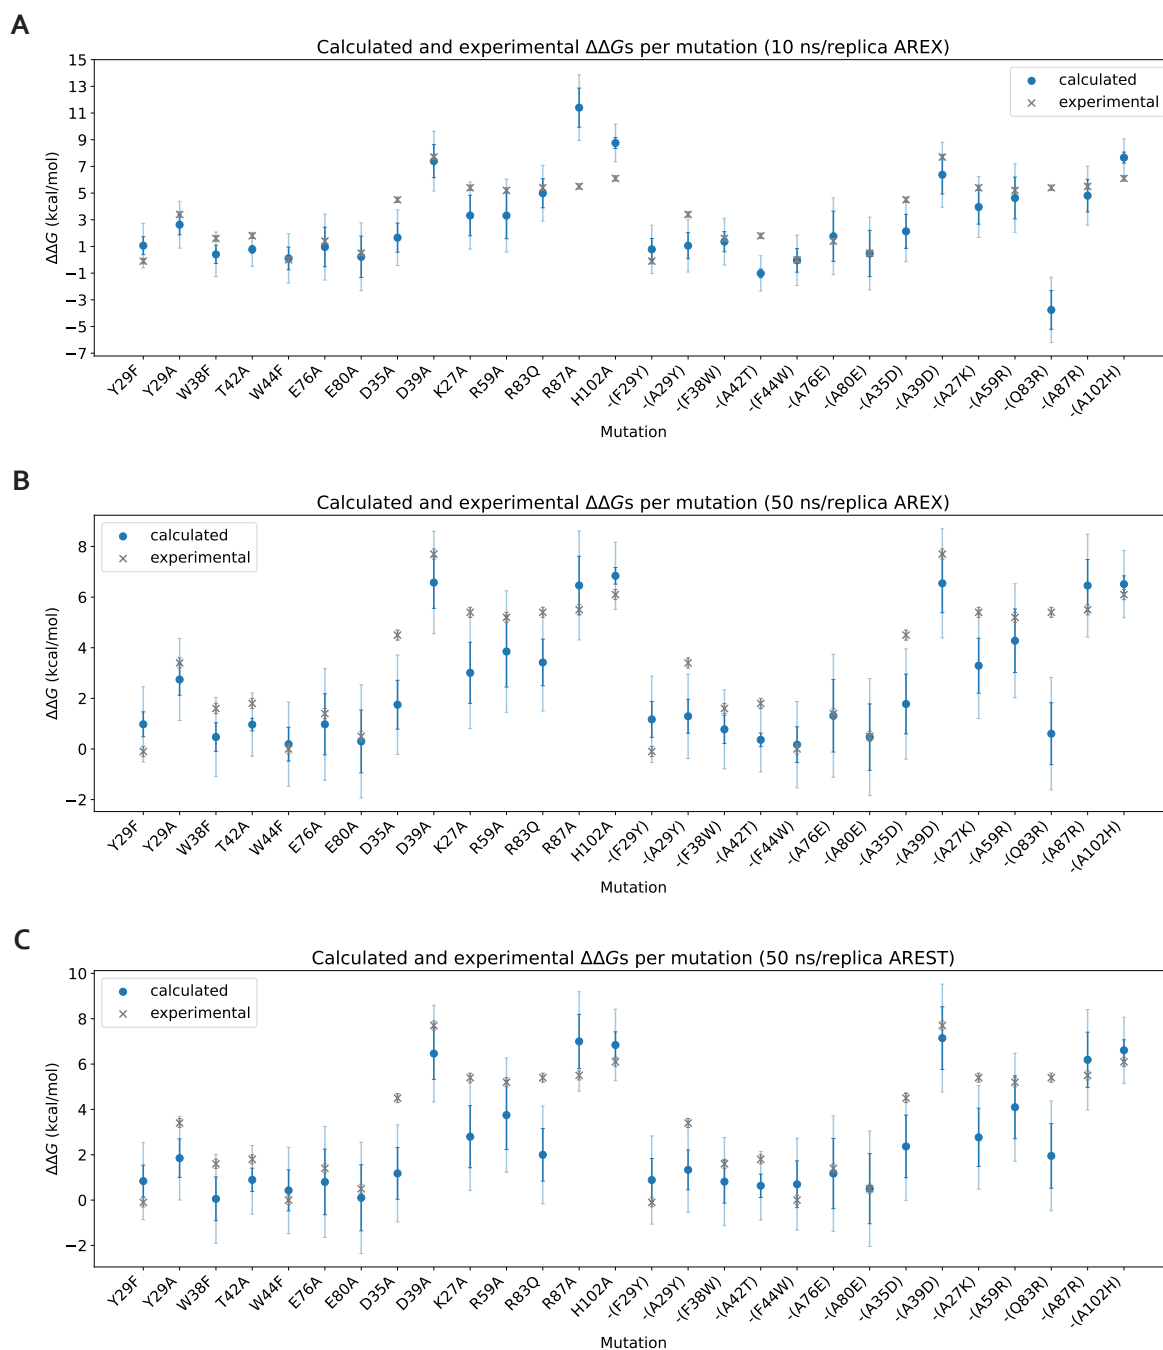 A
Calculated and experimental ΔΔGs per mutation (10 ns/replica AREX)
15
13
11
9
7
5
3
1
−1
−3
−5
−7
ΔΔG (kcal/mol)
calculated
experimental
Y29F
Y29A
W38F
T42A
W44F
E76A
E80A
D35A
D39A
K27A
R59A
R83Q
R87A
H102A
-(F29Y)
-(A29Y)
-(F38W)
-(A42T)
-(F44W)
-(A76E)
-(A80E)
-(A35D)
-(A39D)
-(A27K)
-(A59R)
-(Q83R)
-(A87R)
-(A102H)
Mutation
B
Calculated and experimental ΔΔGs per mutation (50 ns/replica AREX)
8
6
4
2
0
−2
ΔΔG (kcal/mol)
calculated
experimental
Y29F
Y29A
W38F
T42A
W44F
E76A
E80A
D35A
D39A
K27A
R59A
R83Q
R87A
H102A
-(F29Y)
-(A29Y)
-(F38W)
-(A42T)
-(F44W)
-(A76E)
-(A80E)
-(A35D)
-(A39D)
-(A27K)
-(A59R)
-(Q83R)
-(A87R)
-(A102H)
Mutation
C
Calculated and experimental ΔΔGs per mutation (50 ns/replica AREST)
10
8
6
4
2
0
−2
ΔΔG (kcal/mol)
calculated
experimental
Y29F
Y29A
W38F
T42A
W44F
E76A
E80A
D35A
D39A
K27A
R59A
R83Q
R87A
H102A
-(F29Y)
-(A29Y)
-(F38W)
-(A42T)
-(F44W)
-(A76E)
-(A80E)
-(A35D)
-(A39D)
-(A27K)
-(A59R)
-(Q83R)
-(A87R)
-(A102H)
Mutation